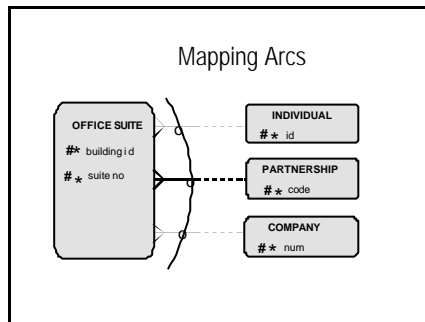 Mapping Arcs
OFFICE SUITE
#* building id
#* suite no
INDIVIDUAL
#* id
PARTNERSHIP
#* code
COMPANY
#* num